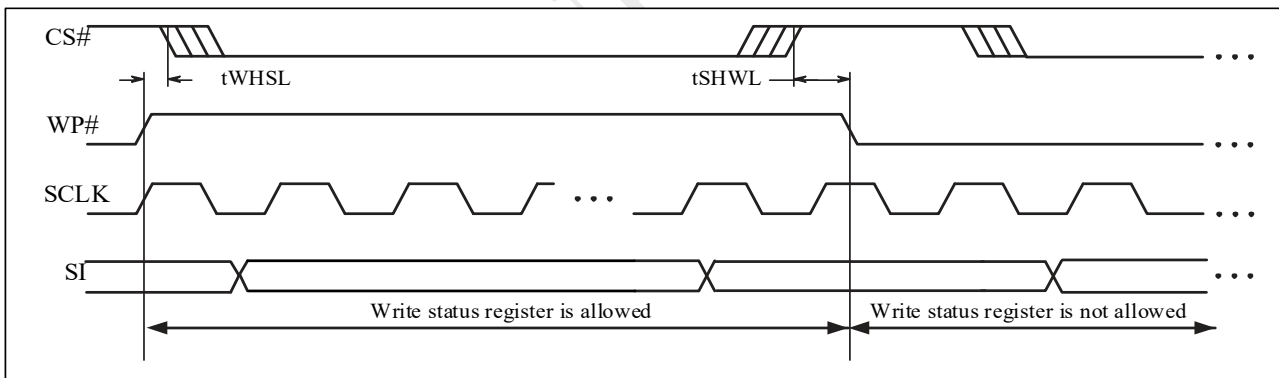 CS#
tWHSL
tSHWL
WP#
SCLK
SI
Write status register is allowed
Write status register is not allowed